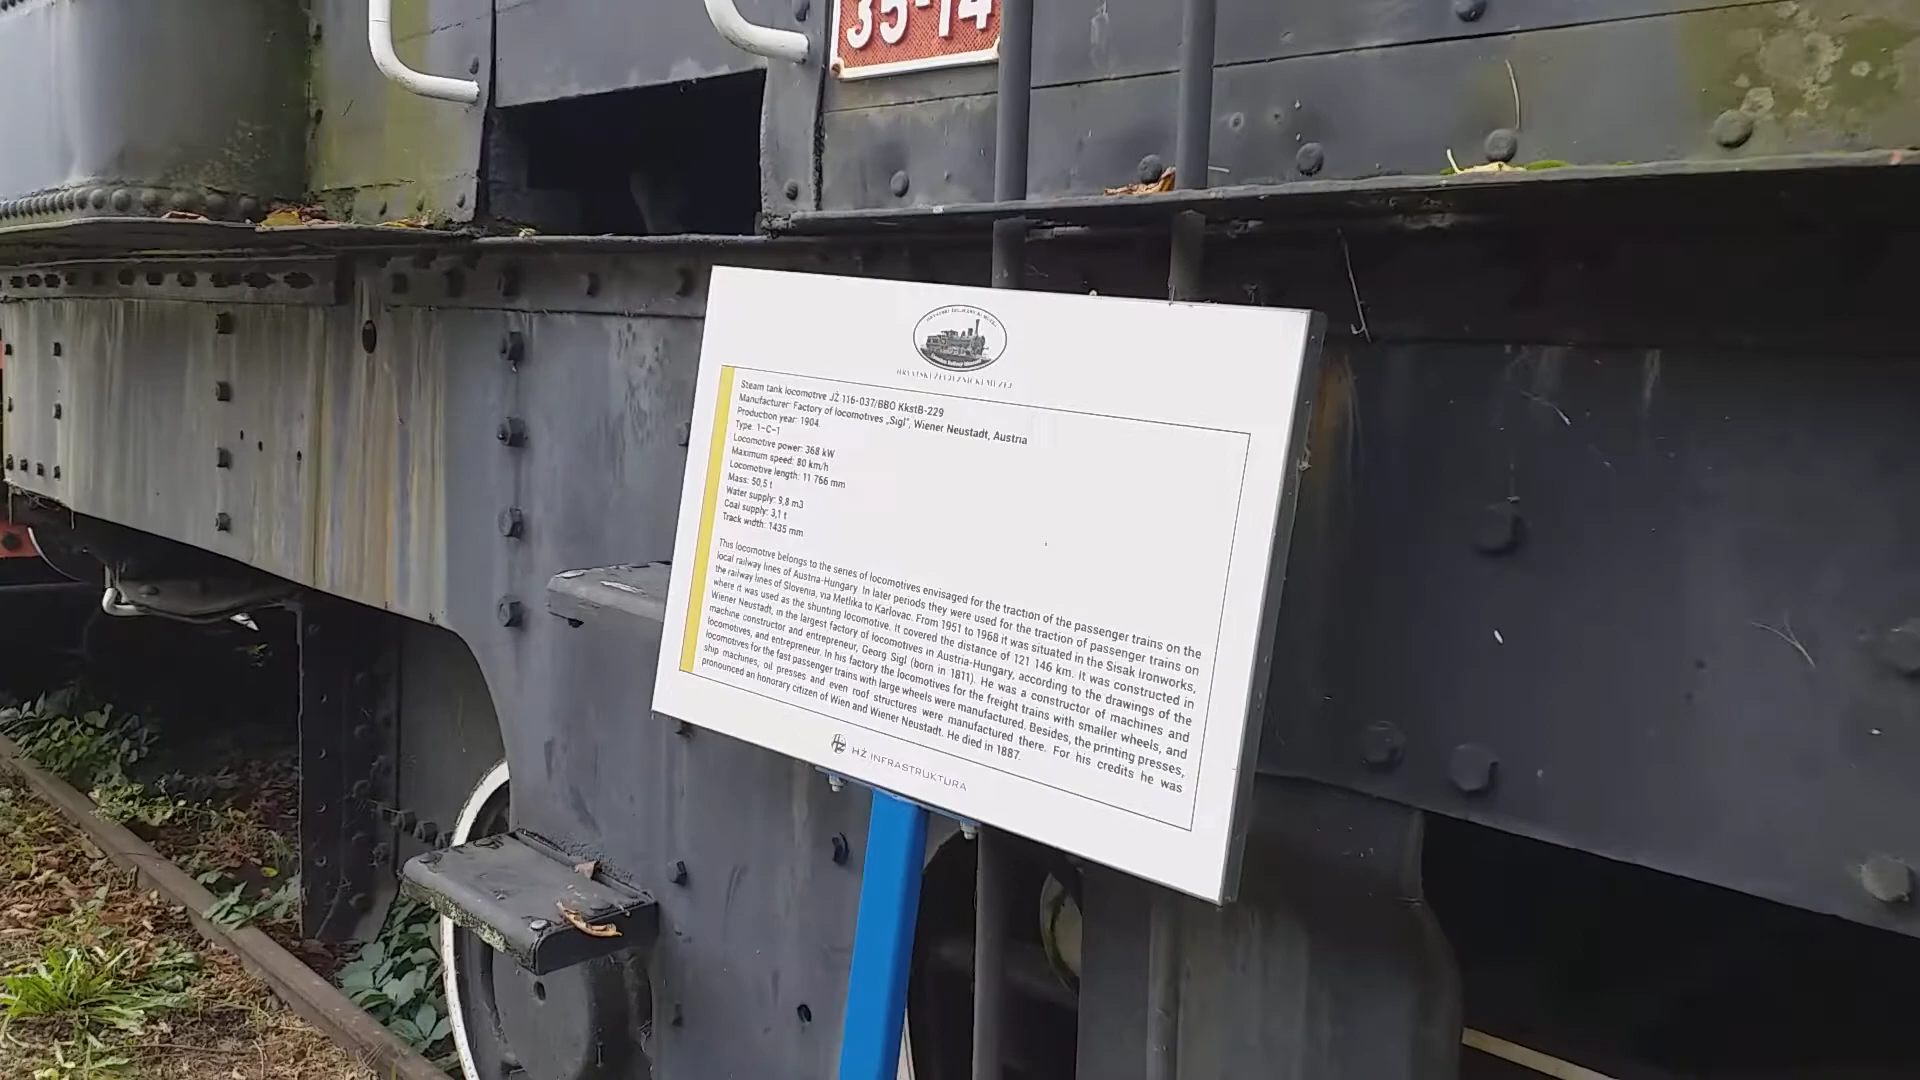 35-14
HRVATSKI ŽELJEZNIČKI MUZEJ
Steam tank locomotive JŽ 116-037/BBÖ KkstB-229
Manufacturer: Factory of locomotives „Sigl", Wiener Neustadt, Austria
Production year: 1904.
Type: 1-C-1
Locomotive power: 368 kW
Maximum speed: 80 km/h
Locomotive length: 11 766 mm
Mass: 50,5 t
Water supply: 9,8 m3
Coal supply: 3,1 t
Track width: 1435 mm
This locomotive belongs to the series of locomotives envisaged for the traction of the passenger trains on the
local railway lines of Austria-Hungary. In later periods they were used for the traction of passenger trains on
the railway lines of Slovenia, via Metlika to Karlovac. From 1951 to 1968 it was situated in the Sisak Ironworks,
where it was used as the shunting locomotive. It covered the distance of 121 146 km. It was constructed in
Wiener Neustadt, in the largest factory of locomotives in Austria-Hungary, according to the drawings of the
machine constructor and entrepreneur, Georg Sigl (born in 1811). He was a constructor of machines and
locomotives, and entrepreneur. In his factory the locomotives for the freight trains with smaller wheels, and
locomotives for the fast passenger trains with large wheels were manufactured. Besides, the printing presses,
ship machines, oil presses and even roof structures were manufactured there. For his credits he was
pronounced an honorary citizen of Wien and Wiener Neustadt. He died in 1887.
HŽ INFRASTRUKTURA